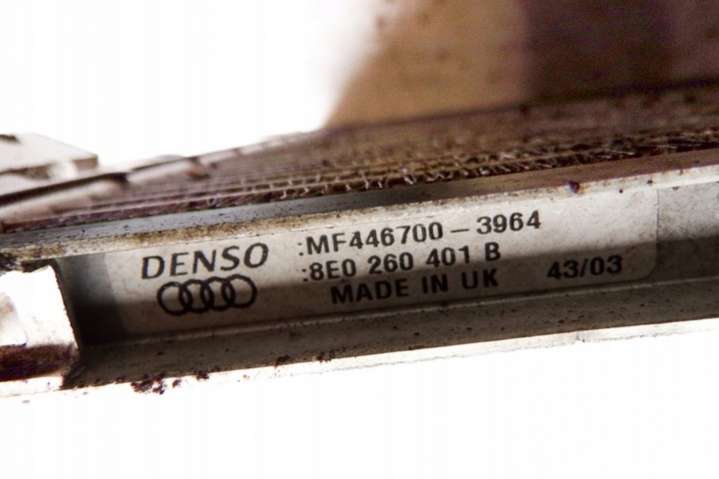 DENSO :MF446700-3964
:8E0 260 401 B
MADE IN UK 43/03